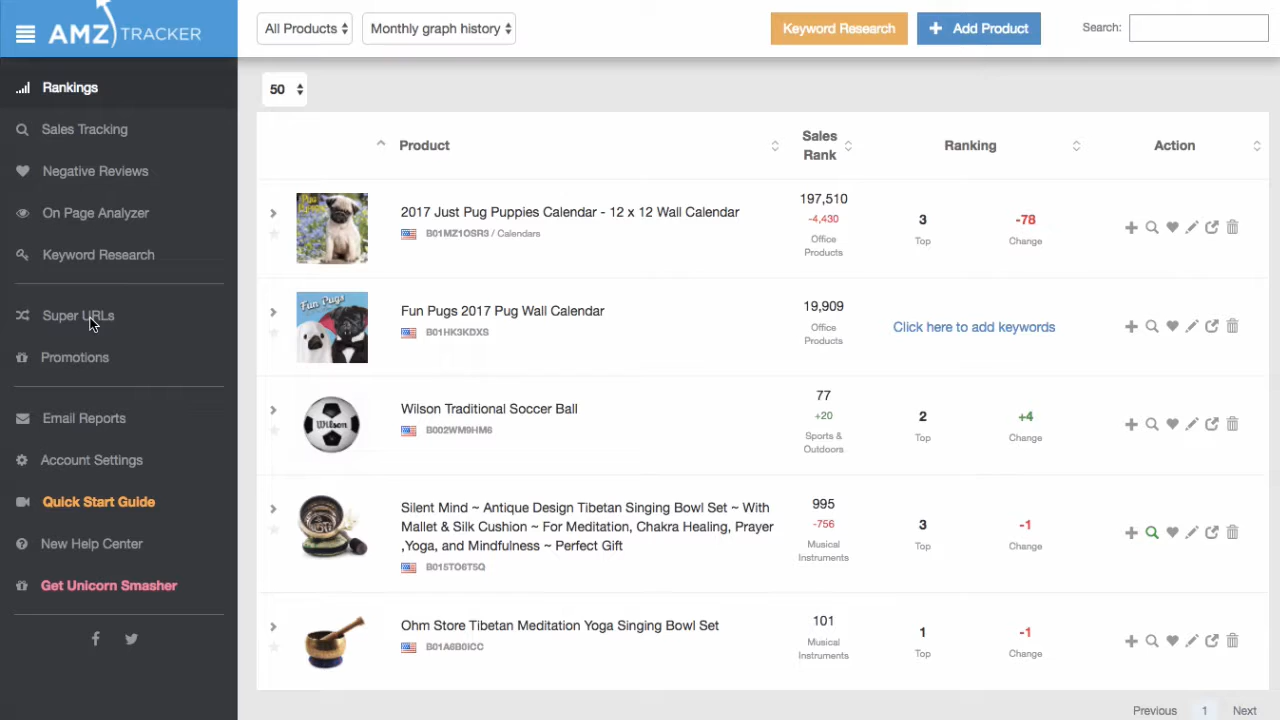 AMZ TRACKER
All Products
Monthly graph history
Keyword Research
+ Add Product
Search:
Rankings
Sales Tracking
Negative Reviews
On Page Analyzer
Keyword Research
Super URLs
Promotions
Email Reports
Account Settings
Quick Start Guide
New Help Center
Get Unicorn Smasher
50
Product
Sales
Rank
Ranking
Action
2017 Just Pug Puppies Calendar - 12 x 12 Wall Calendar
B01MZ1OSR3 / Calendars
197,510
-4,430
Office
Products
3
Top
-78
Change
Fun Pugs
Fun Pugs 2017 Pug Wall Calendar
B01HK3KDXS
19,909
Office
Products
Click here to add keywords
Wilson
Wilson Traditional Soccer Ball
B002WM9HM6
77
+20
Sports &
Outdoors
2
Top
+4
Change
Silent Mind ~ Antique Design Tibetan Singing Bowl Set ~ With
Mallet & Silk Cushion ~ For Meditation, Chakra Healing, Prayer
,Yoga, and Mindfulness ~ Perfect Gift
B015TO6T5Q
995
-756
Musical
Instruments
3
Top
-1
Change
Ohm Store Tibetan Meditation Yoga Singing Bowl Set
B01A6B0ICC
101
Musical
Instruments
1
Top
-1
Change
Previous 1 Next